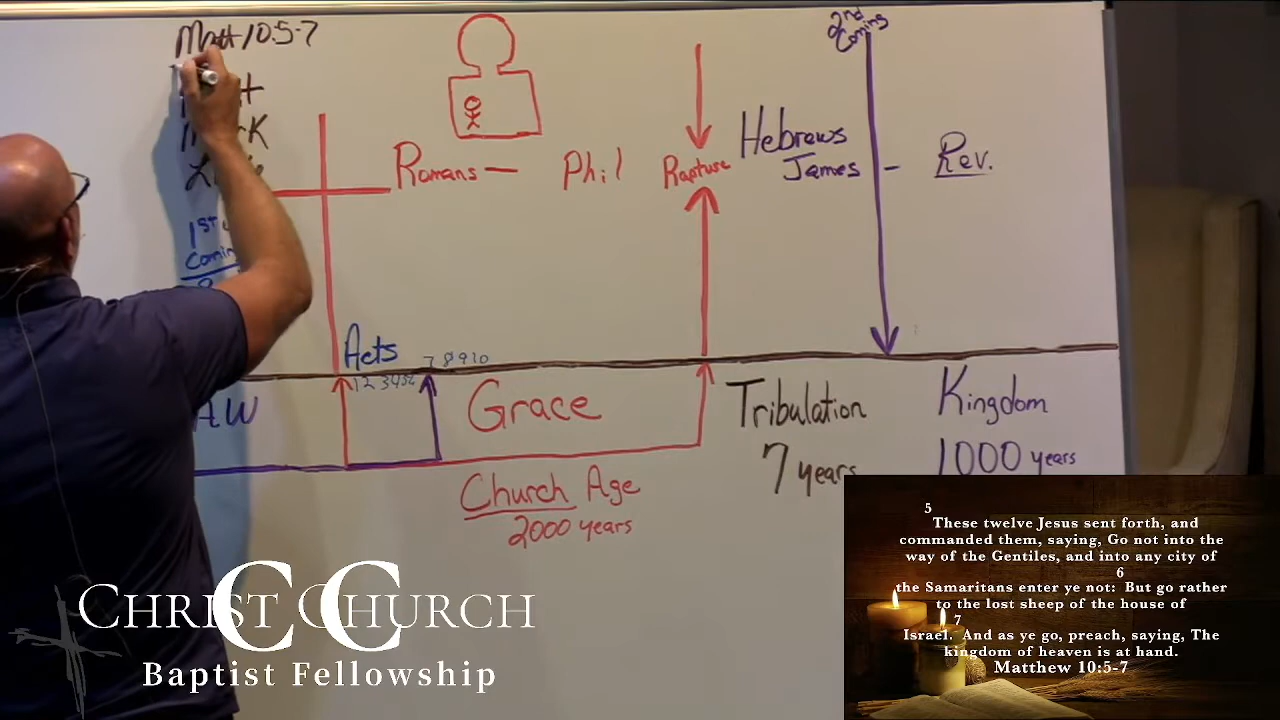 Matt 10:5-7
1st
2nd
Coming
Romans — Phil
Rapture
Hebrews
James — Rev.
Acts
7 8 9 10
Grace
Tribulation
7 years
Kingdom
1000 years
Church Age
2000 years
CC
CHRIST CHURCH
Baptist Fellowship
5
These twelve Jesus sent forth, and
commanded them, saying, Go not into the
way of the Gentiles, and into any city of
6
the Samaritans enter ye not: But go rather
to the lost sheep of the house of
7
Israel. And as ye go, preach, saying, The
kingdom of heaven is at hand.
Matthew 10:5-7